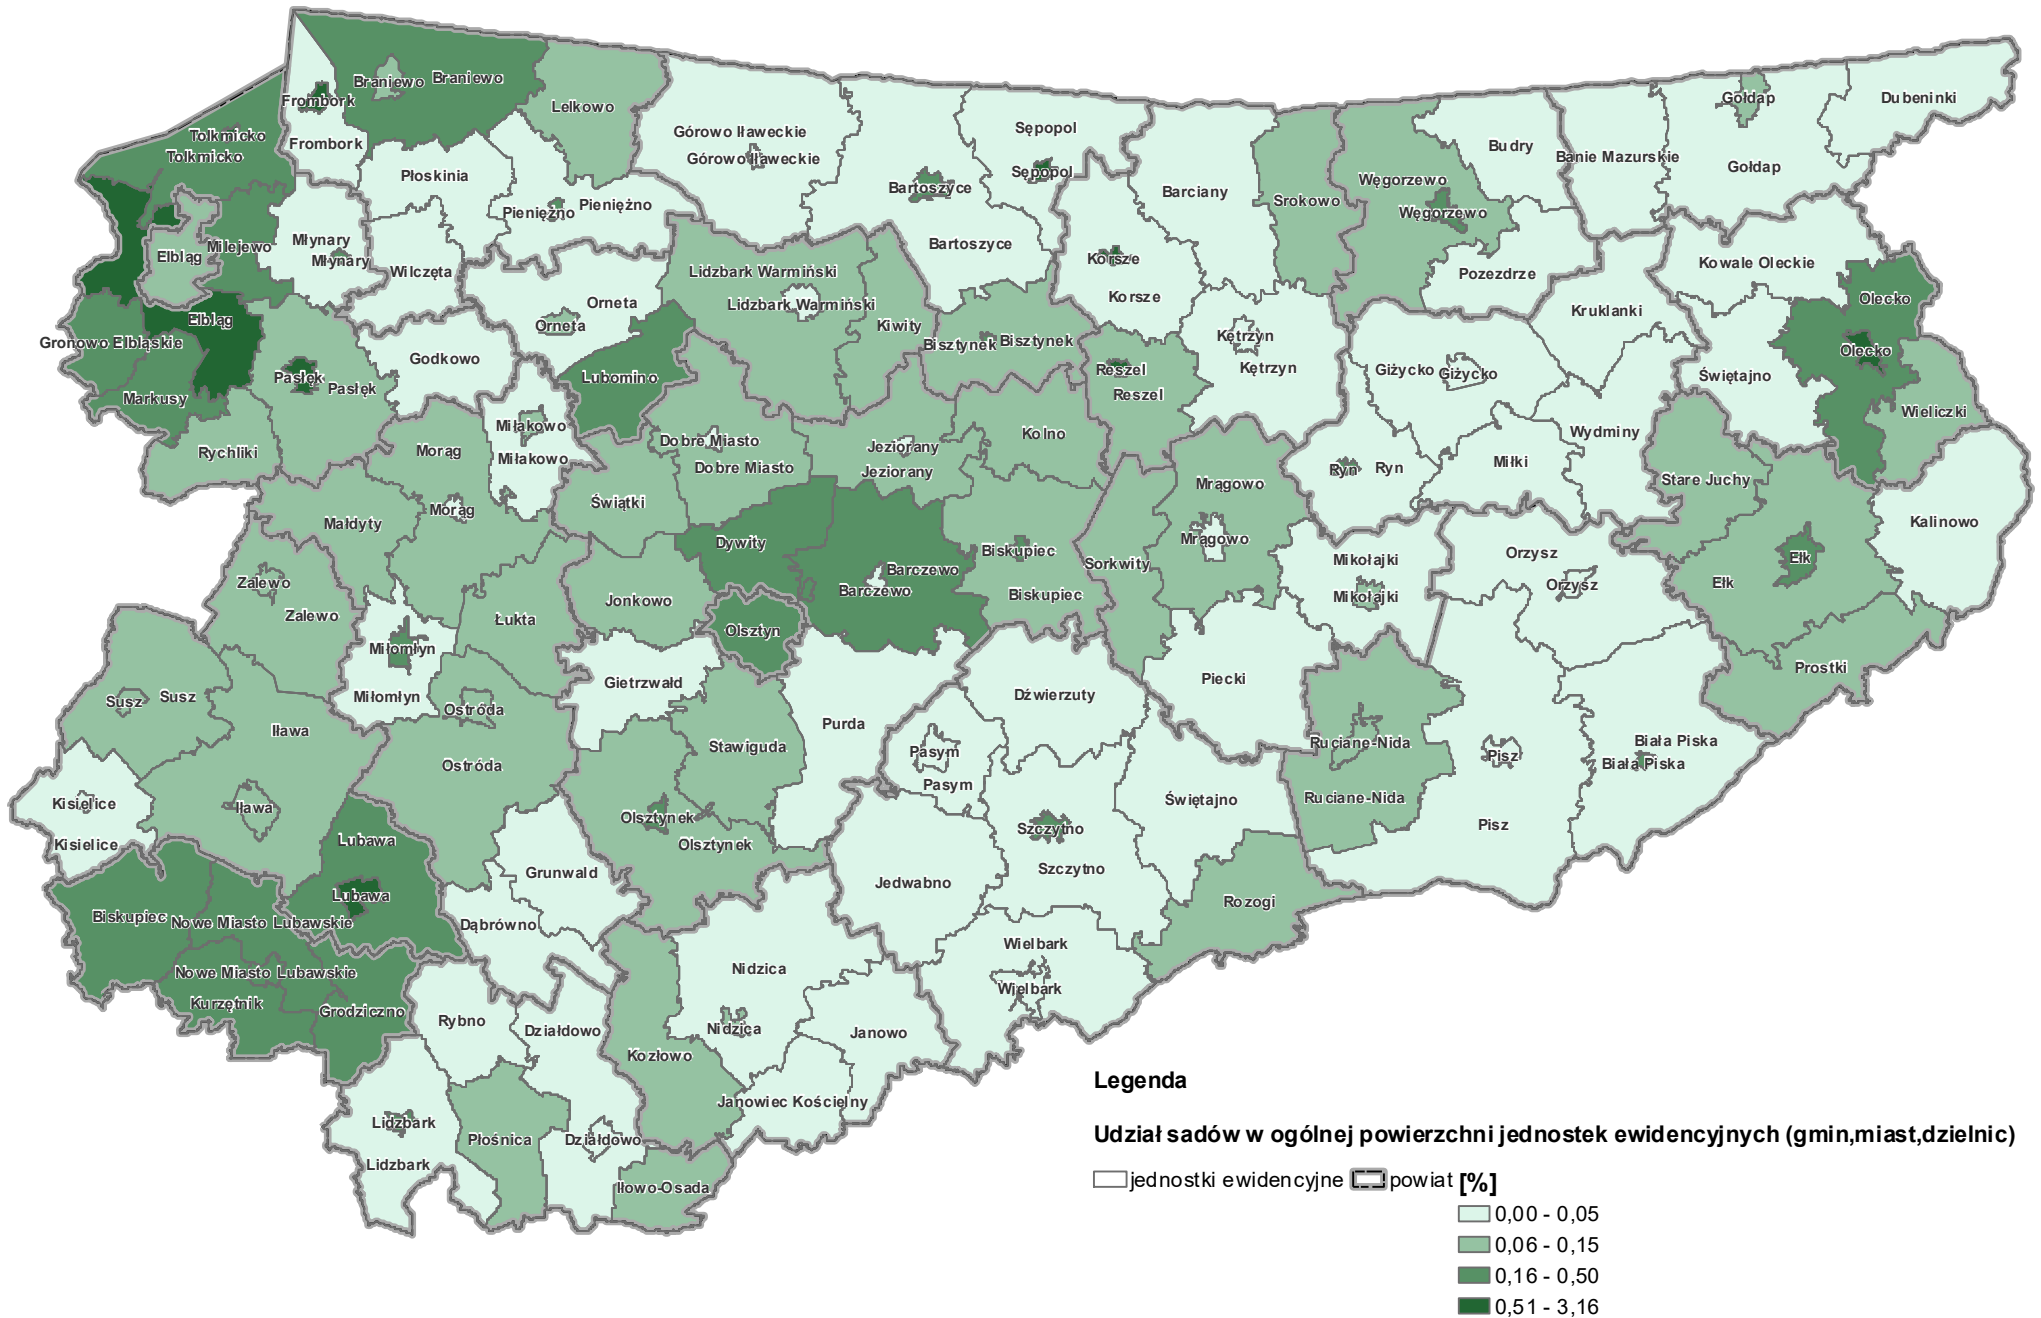 Braniewo
Braniewo
Frombork
Lelkowo
Gołdap
Dubeninki
Tolkmicko
Tolkmicko
Frombork
Górowo Iławeckie
Górowo Iławeckie
Sępopol
Sępopol
Budry
Banie Mazurskie
Gołdap
Płoskinia
Bartoszyce
Barciany
Srokowo
Węgorzewo
Węgorzewo
Pieniężno
Pieniężno
Młynary
Młynary
Milejewo
Elbląg
Wilczęta
Bartoszyce
Korsze
Korsze
Pozezdrze
Kowale Oleckie
Lidzbark Warmiński
Lidzbark Warmiński
Orneta
Orneta
Kiwity
Bisztynek
Bisztynek
Kętrzyn
Kętrzyn
Kruklanki
Olecko
Olecko
Elbląg
Gronowo Elbląskie
Godkowo
Pasłęk
Pasłęk
Lubomino
Reszel
Reszel
Giżycko
Giżycko
Świętajno
Markusy
Wieliczki
Rychliki
Morąg
Miłakowo
Miłakowo
Dobre Miasto
Dobre Miasto
Jeziorany
Jeziorany
Kolno
Wydminy
Ryn
Ryn
Miłki
Mrągowo
Stare Juchy
Małdyty
Morąg
Świątki
Kalinowo
Dywity
Biskupiec
Biskupiec
Sorkwity
Mrągowo
Mikołajki
Mikołajki
Orzysz
Orzysz
Ełk
Ełk
Zalewo
Zalewo
Łukta
Jonkowo
Barczewo
Barczewo
Olsztyn
Miłomłyn
Miłomłyn
Gietrzwałd
Piecki
Prostki
Susz
Susz
Dźwierzuty
Ostróda
Iława
Purda
Stawiguda
Ruciane-Nida
Pasym
Pasym
Pisz
Biała Piska
Biała Piska
Ostróda
Kisielice
Kisielice
Iława
Olsztynek
Olsztynek
Szczytno
Szczytno
Świętajno
Ruciane-Nida
Pisz
Lubawa
Lubawa
Grunwald
Jedwabno
Rozogi
Biskupiec
Nowe Miasto Lubawskie
Dąbrówno
Wielbark
Wielbark
Nowe Miasto Lubawskie
Kurzętnik
Grodziczno
Nidzica
Nidzica
Rybno
Działdowo
Janowo
Kozłowo
Janowiec Kościelny
Lidzbark
Lidzbark
Płośnica
Działdowo
Iłowo-Osada
Legenda
Udział sadów w ogólnej powierzchni jednostek ewidencyjnych (gmin,miast,dzielnic)
jednostki ewidencyjne powiat [%]
0,00 - 0,05
0,06 - 0,15
0,16 - 0,50
0,51 - 3,16